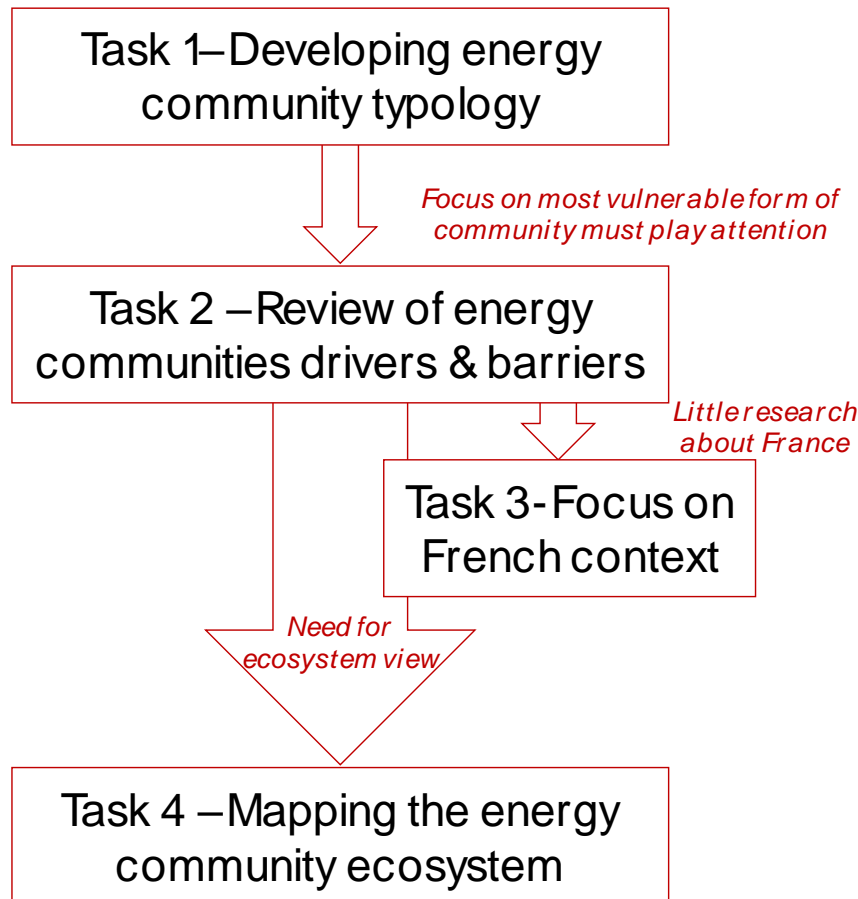 Task 1–Developing energy
community typology
Focus on most vulnerable form of
community must play attention
Task 2 –Review of energy
communities drivers & barriers
Little research
about France
Task 3-Focus on
French context
Need for
ecosystem view
Task 4 –Mapping the energy
community ecosystem